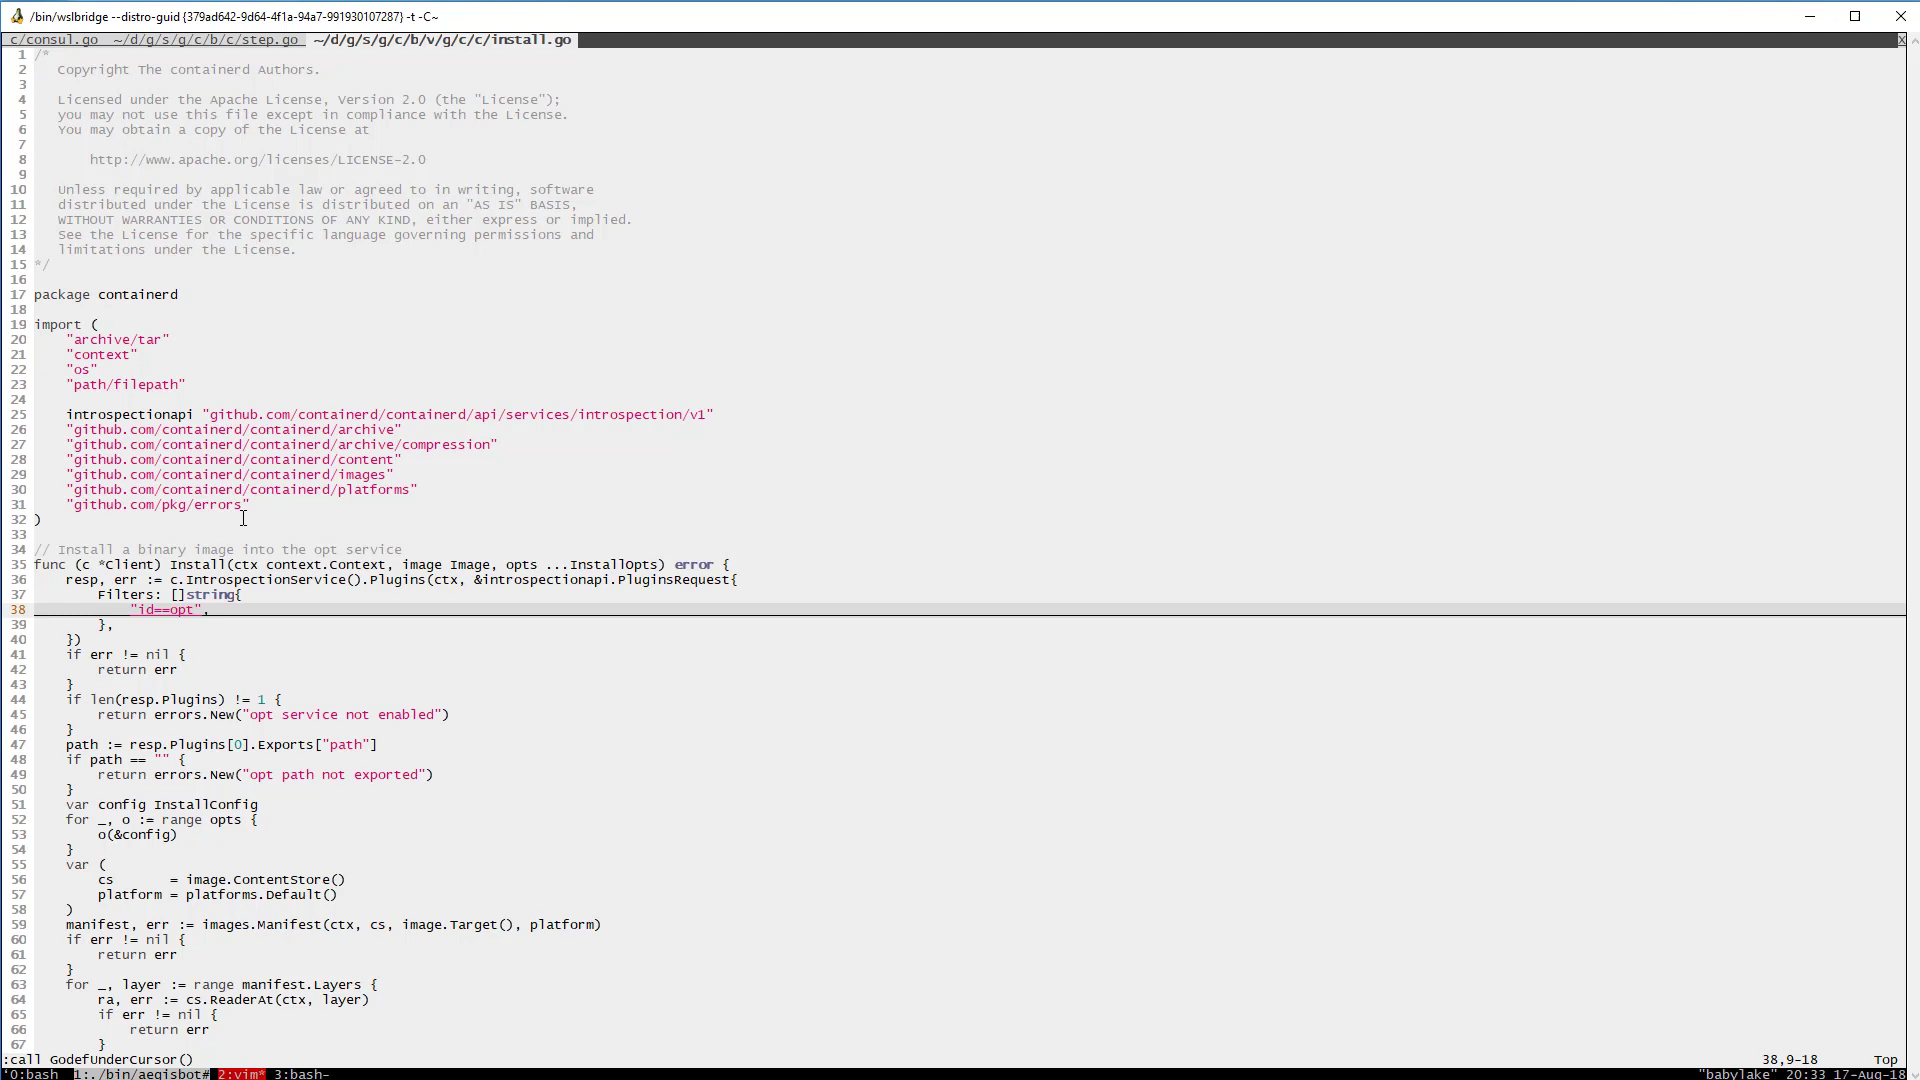 /bin/wslbridge --distro-guid {379ad642-9d64-4f1a-94a7-991930107287} -t -C~
c/consul.go  ~/d/g/s/g/c/b/c/step.go  ~/d/g/s/g/c/b/v/g/c/c/install.go X
1 /*
2    Copyright The containerd Authors.
3
4    Licensed under the Apache License, Version 2.0 (the "License");
5    you may not use this file except in compliance with the License.
6    You may obtain a copy of the License at
7
8        http://www.apache.org/licenses/LICENSE-2.0
9
10    Unless required by applicable law or agreed to in writing, software
11    distributed under the License is distributed on an "AS IS" BASIS,
12    WITHOUT WARRANTIES OR CONDITIONS OF ANY KIND, either express or implied.
13    See the License for the specific language governing permissions and
14    limitations under the License.
15 */
16
17 package containerd
18
19 import (
20     "archive/tar"
21     "context"
22     "os"
23     "path/filepath"
24
25     introspectionapi "github.com/containerd/containerd/api/services/introspection/v1"
26     "github.com/containerd/containerd/archive"
27     "github.com/containerd/containerd/archive/compression"
28     "github.com/containerd/containerd/content"
29     "github.com/containerd/containerd/images"
30     "github.com/containerd/containerd/platforms"
31     "github.com/pkg/errors"
32 )
33
34 // Install a binary image into the opt service
35 func (c *Client) Install(ctx context.Context, image Image, opts ...InstallOpts) error {
36     resp, err := c.IntrospectionService().Plugins(ctx, &introspectionapi.PluginsRequest{
37         Filters: []string{
38             "id==opt",
39         },
40     })
41     if err != nil {
42         return err
43     }
44     if len(resp.Plugins) != 1 {
45         return errors.New("opt service not enabled")
46     }
47     path := resp.Plugins[0].Exports["path"]
48     if path == "" {
49         return errors.New("opt path not exported")
50     }
51     var config InstallConfig
52     for _, o := range opts {
53         o(&config)
54     }
55     var (
56         cs       = image.ContentStore()
57         platform = platforms.Default()
58     )
59     manifest, err := images.Manifest(ctx, cs, image.Target(), platform)
60     if err != nil {
61         return err
62     }
63     for _, layer := range manifest.Layers {
64         ra, err := cs.ReaderAt(ctx, layer)
65         if err != nil {
66             return err
67         }
:call GodefUnderCursor() 38,9-18 Top
‘0:bash  1:./bin/aegisbot# 2:vim* 3:bash- "babylake" 20:33 17-Aug-18